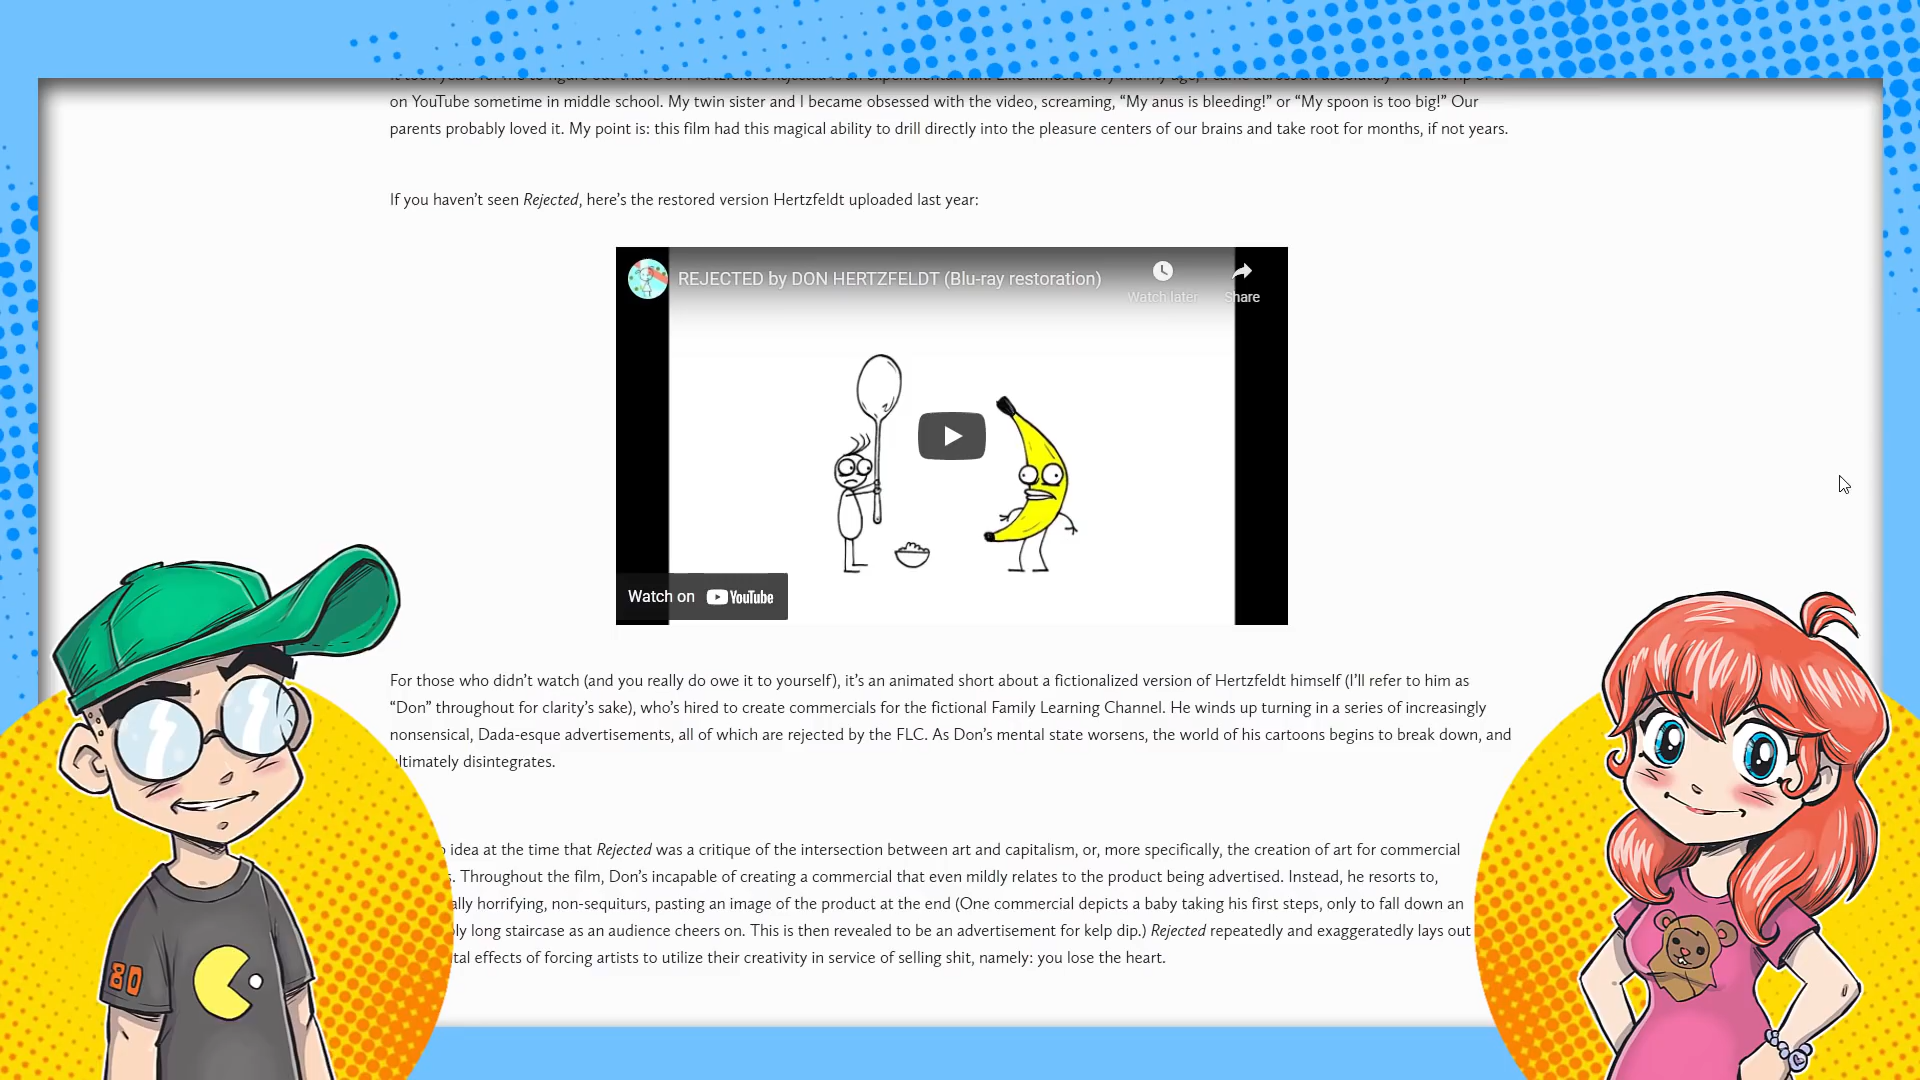 on YouTube sometime in middle school. My twin sister and I became obsessed with the video, screaming, “My anus is bleeding!” or “My spoon is too big!” Our
parents probably loved it. My point is: this film had this magical ability to drill directly into the pleasure centers of our brains and take root for months, if not years.
If you haven’t seen Rejected, here’s the restored version Hertzfeldt uploaded last year:
REJECTED by DON HERTZFELDT (Blu-ray restoration)
Watch later
Share
Watch on YouTube
For those who didn’t watch (and you really do owe it to yourself), it’s an animated short about a fictionalized version of Hertzfeldt himself (I’ll refer to him as
“Don” throughout for clarity’s sake), who’s hired to create commercials for the fictional Family Learning Channel. He winds up turning in a series of increasingly
nonsensical, Dada-esque advertisements, all of which are rejected by the FLC. As Don’s mental state worsens, the world of his cartoons begins to break down, and
ultimately disintegrates.
idea at the time that Rejected was a critique of the intersection between art and capitalism, or, more specifically, the creation of art for commercial
Throughout the film, Don’s incapable of creating a commercial that even mildly relates to the product being advertised. Instead, he resorts to,
horrifying, non-sequiturs, pasting an image of the product at the end (One commercial depicts a baby taking his first steps, only to fall down an
long staircase as an audience cheers on. This is then revealed to be an advertisement for kelp dip.) Rejected repeatedly and exaggeratedly lays out
effects of forcing artists to utilize their creativity in service of selling shit, namely: you lose the heart.
80